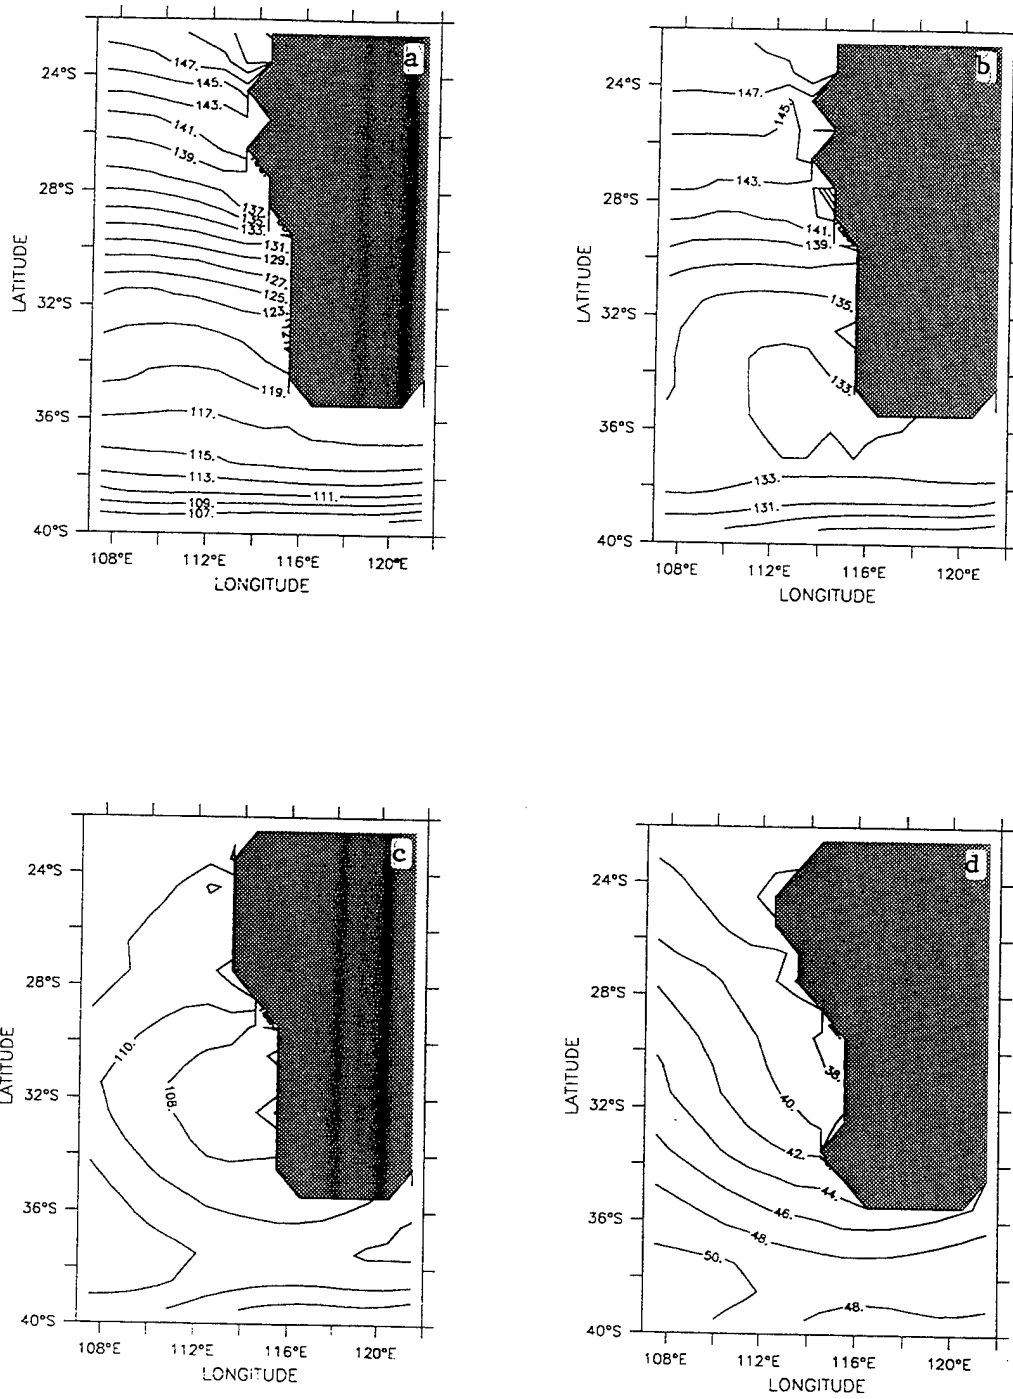 a
147.
145.
143.
141.
139.
137.
135.
133.
131.
129.
127.
125.
123.
119.
117.
115.
113.
111.
109.
107.
24°S
28°S
32°S
36°S
40°S
LATITUDE
108°E 112°E 116°E 120°E
LONGITUDE
b
147.
145.
143.
141.
139.
135.
133.
133.
131.
24°S
28°S
32°S
36°S
40°S
LATITUDE
108°E 112°E 116°E 120°E
LONGITUDE
c
110.
108.
24°S
28°S
32°S
36°S
40°S
LATITUDE
108°E 112°E 116°E 120°E
LONGITUDE
d
38.
40.
42.
44.
46.
48.
50.
48.
24°S
28°S
32°S
36°S
40°S
LATITUDE
108°E 112°E 116°E 120°E
LONGITUDE